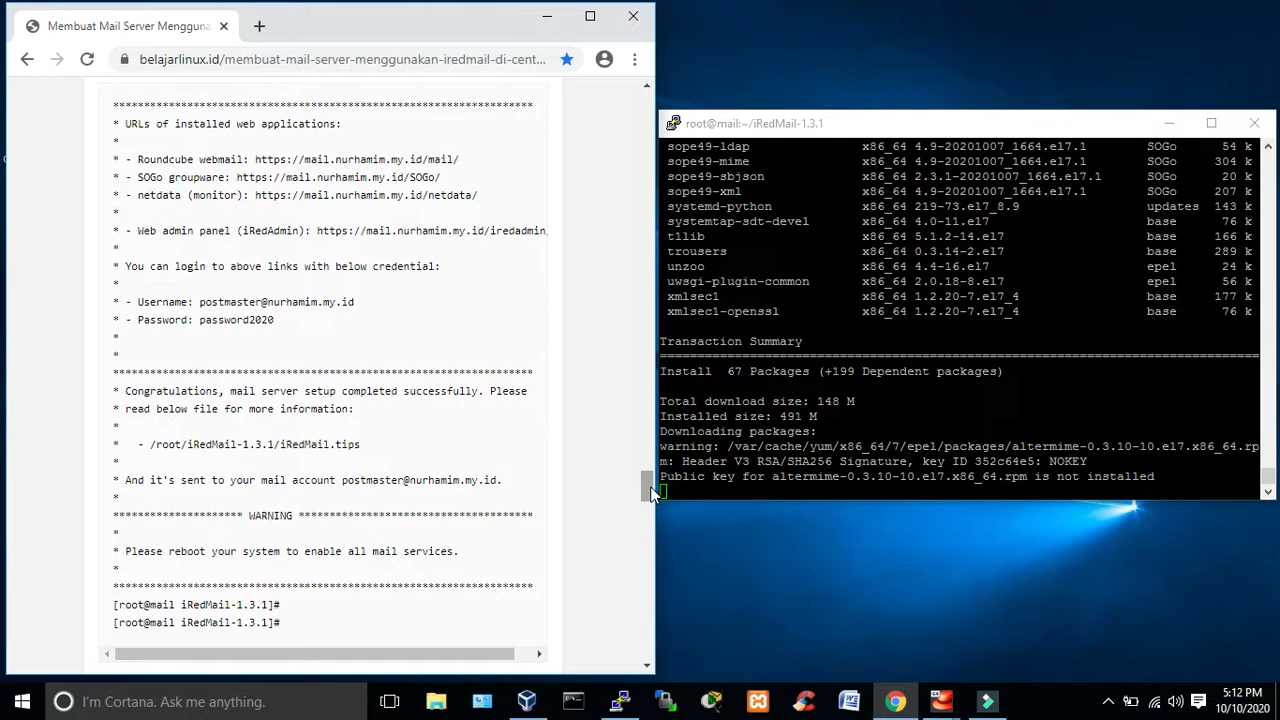 Membuat Mail Server Mengguna
belajarlinux.id/membuat-mail-server-menggunakan-iredmail-di-cent...
********************************************************************
* URLs of installed web applications:
*
* - Roundcube webmail: https://mail.nurhamim.my.id/mail/
* - SOGo groupware: https://mail.nurhamim.my.id/SOGo/
* - netdata (monitor): https://mail.nurhamim.my.id/netdata/
*
* - Web admin panel (iRedAdmin): https://mail.nurhamim.my.id/iredadmin/
*
* You can login to above links with below credential:
*
* - Username: postmaster@nurhamim.my.id
* - Password: password2020
*
*
********************************************************************
* Congratulations, mail server setup completed successfully. Please
* read below file for more information:
*
*   - /root/iRedMail-1.3.1/iRedMail.tips
*
* And it's sent to your mail account postmaster@nurhamim.my.id.
*
********************* WARNING **************************************
*
* Please reboot your system to enable all mail services.
*
********************************************************************
[root@mail iRedMail-1.3.1]#
[root@mail iRedMail-1.3.1]#
root@mail:~/iRedMail-1.3.1
sope49-ldap x86_64 4.9-20201007_1664.el7.1 SOGo 54 k
sope49-mime x86_64 4.9-20201007_1664.el7.1 SOGo 304 k
sope49-sbjson x86_64 2.3.1-20201007_1664.el7.1 SOGo 20 k
sope49-xml x86_64 4.9-20201007_1664.el7.1 SOGo 207 k
systemd-python x86_64 219-73.el7_8.9 updates 143 k
systemtap-sdt-devel x86_64 4.0-11.el7 base 76 k
t1lib x86_64 5.1.2-14.el7 base 166 k
trousers x86_64 0.3.14-2.el7 base 289 k
unzoo x86_64 4.4-16.el7 epel 24 k
uwsgi-plugin-common x86_64 2.0.18-8.el7 epel 56 k
xmlsec1 x86_64 1.2.20-7.el7_4 base 177 k
xmlsec1-openssl x86_64 1.2.20-7.el7_4 base 76 k
Transaction Summary
================================================================================
Install  67 Packages (+199 Dependent packages)
Total download size: 148 M
Installed size: 491 M
Downloading packages:
warning: /var/cache/yum/x86_64/7/epel/packages/altermime-0.3.10-10.el7.x86_64.rp
m: Header V3 RSA/SHA256 Signature, key ID 352c64e5: NOKEY
Public key for altermime-0.3.10-10.el7.x86_64.rpm is not installed
I'm Cortana. Ask me anything.
5:12 PM
10/10/2020